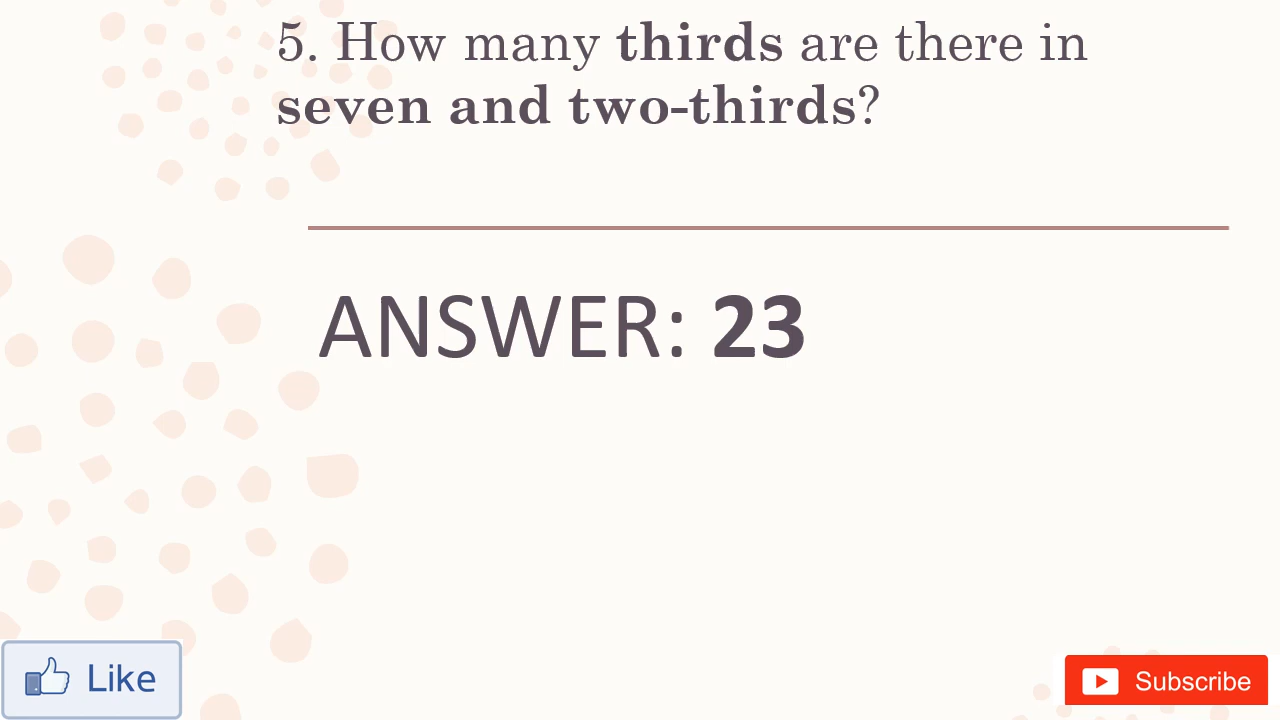 5. How many thirds are there in
seven and two-thirds?
ANSWER: 23
Like
Subscribe